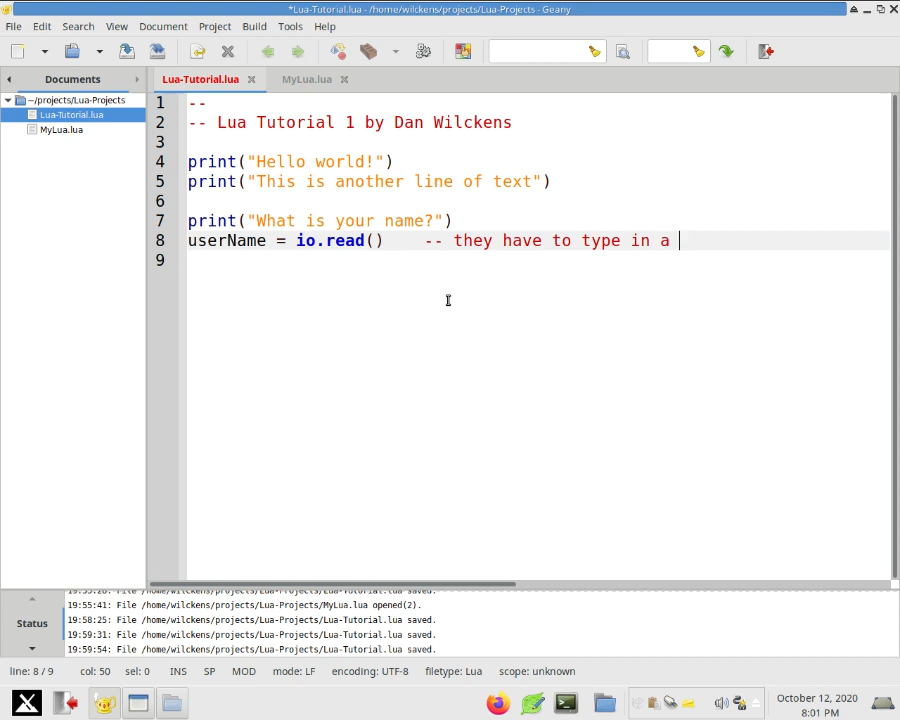 *Lua-Tutorial.lua - /home/wilckens/projects/Lua-Projects - Geany
File Edit Search View Document Project Build Tools Help
Documents
Lua-Tutorial.lua
MyLua.lua
~/projects/Lua-Projects
Lua-Tutorial.lua
MyLua.lua
1 --
2 -- Lua Tutorial 1 by Dan Wilckens
3
4 print("Hello world!")
5 print("This is another line of text")
6
7 print("What is your name?")
8 userName = io.read()    -- they have to type in a
9
Status
19:55:28: File /home/wilckens/projects/Lua-Projects/Lua-Tutorial.lua saved.
19:55:41: File /home/wilckens/projects/Lua-Projects/MyLua.lua opened(2).
19:58:25: File /home/wilckens/projects/Lua-Projects/Lua-Tutorial.lua saved.
19:59:31: File /home/wilckens/projects/Lua-Projects/Lua-Tutorial.lua saved.
19:59:54: File /home/wilckens/projects/Lua-Projects/Lua-Tutorial.lua saved.
line: 8 / 9 col: 50 sel: 0 INS SP MOD mode: LF encoding: UTF-8 filetype: Lua scope: unknown
October 12, 2020
8:01 PM